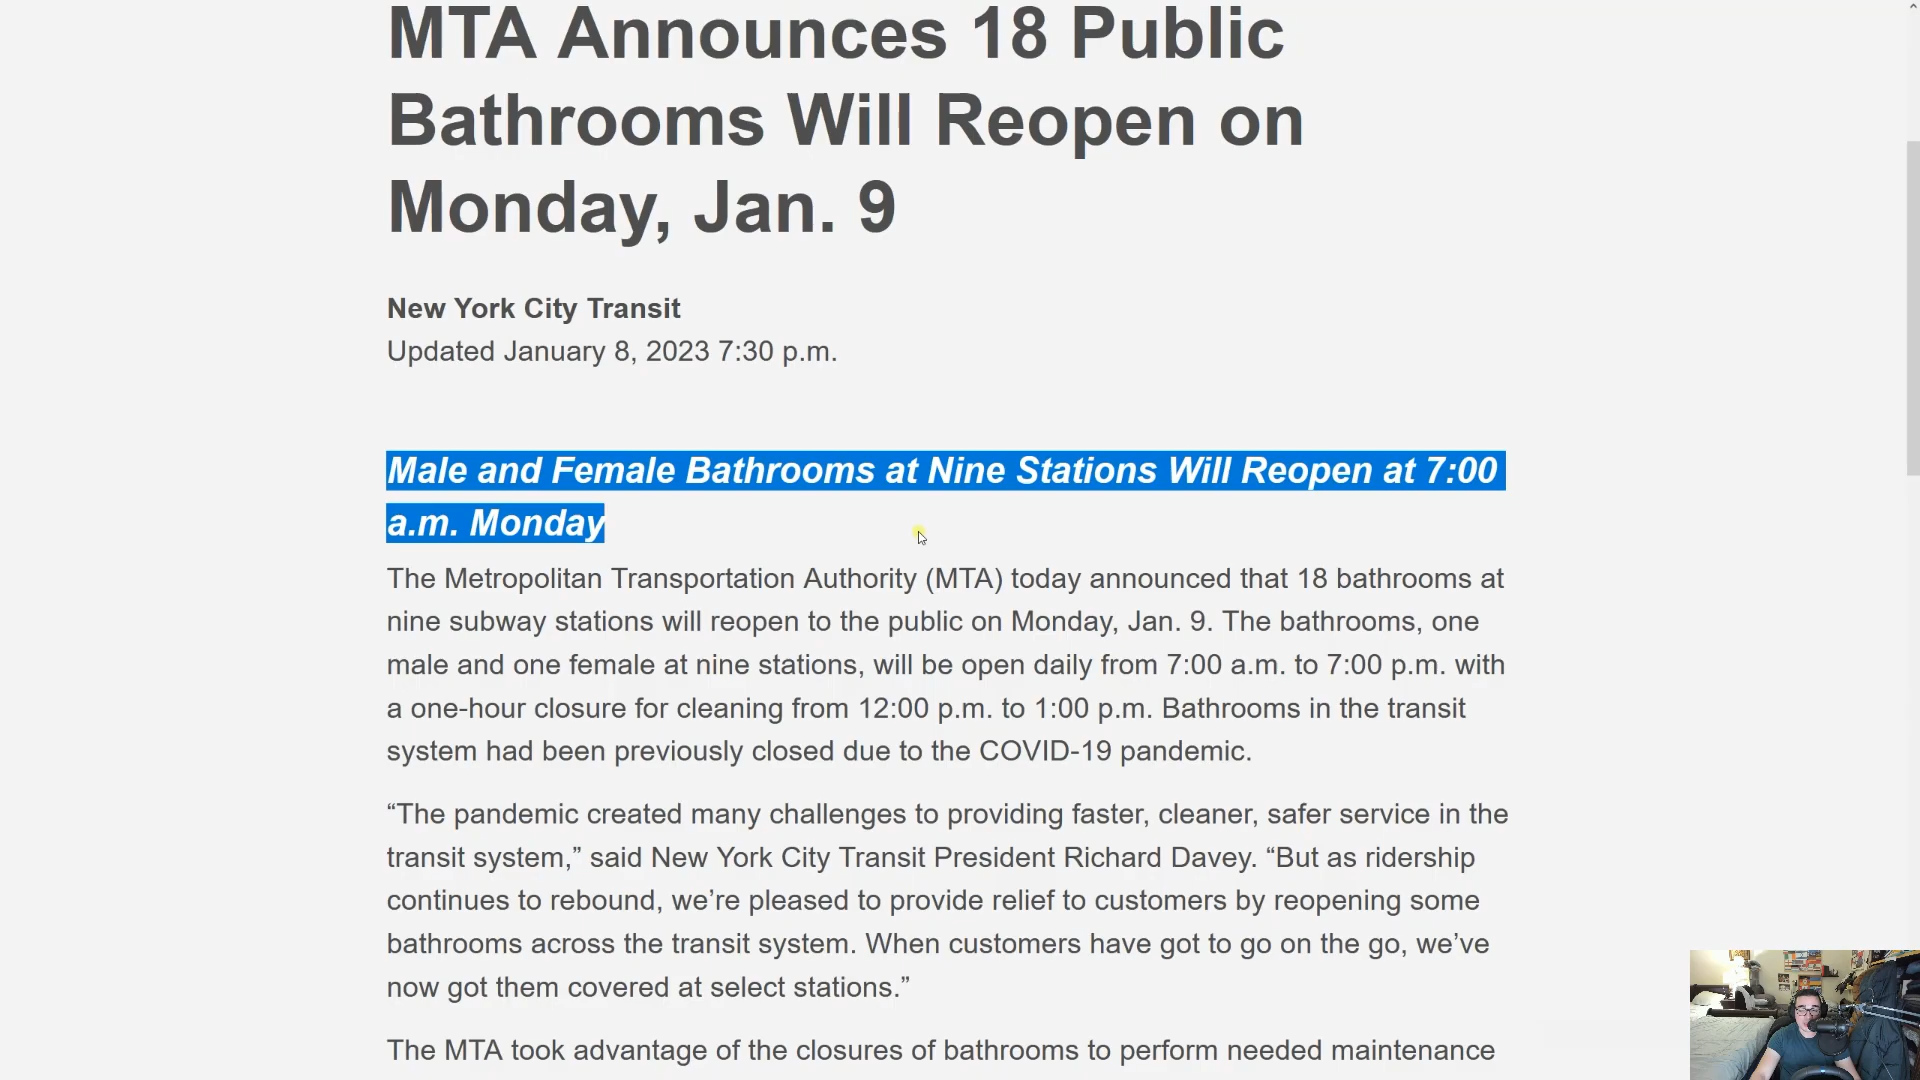 MTA Announces 18 Public
Bathrooms Will Reopen on
Monday, Jan. 9
New York City Transit
Updated January 8, 2023 7:30 p.m.
Male and Female Bathrooms at Nine Stations Will Reopen at 7:00
a.m. Monday
The Metropolitan Transportation Authority (MTA) today announced that 18 bathrooms at
nine subway stations will reopen to the public on Monday, Jan. 9. The bathrooms, one
male and one female at nine stations, will be open daily from 7:00 a.m. to 7:00 p.m. with
a one-hour closure for cleaning from 12:00 p.m. to 1:00 p.m. Bathrooms in the transit
system had been previously closed due to the COVID-19 pandemic.
“The pandemic created many challenges to providing faster, cleaner, safer service in the
transit system,” said New York City Transit President Richard Davey. “But as ridership
continues to rebound, we’re pleased to provide relief to customers by reopening some
bathrooms across the transit system. When customers have got to go on the go, we’ve
now got them covered at select stations.”
The MTA took advantage of the closures of bathrooms to perform needed maintenance